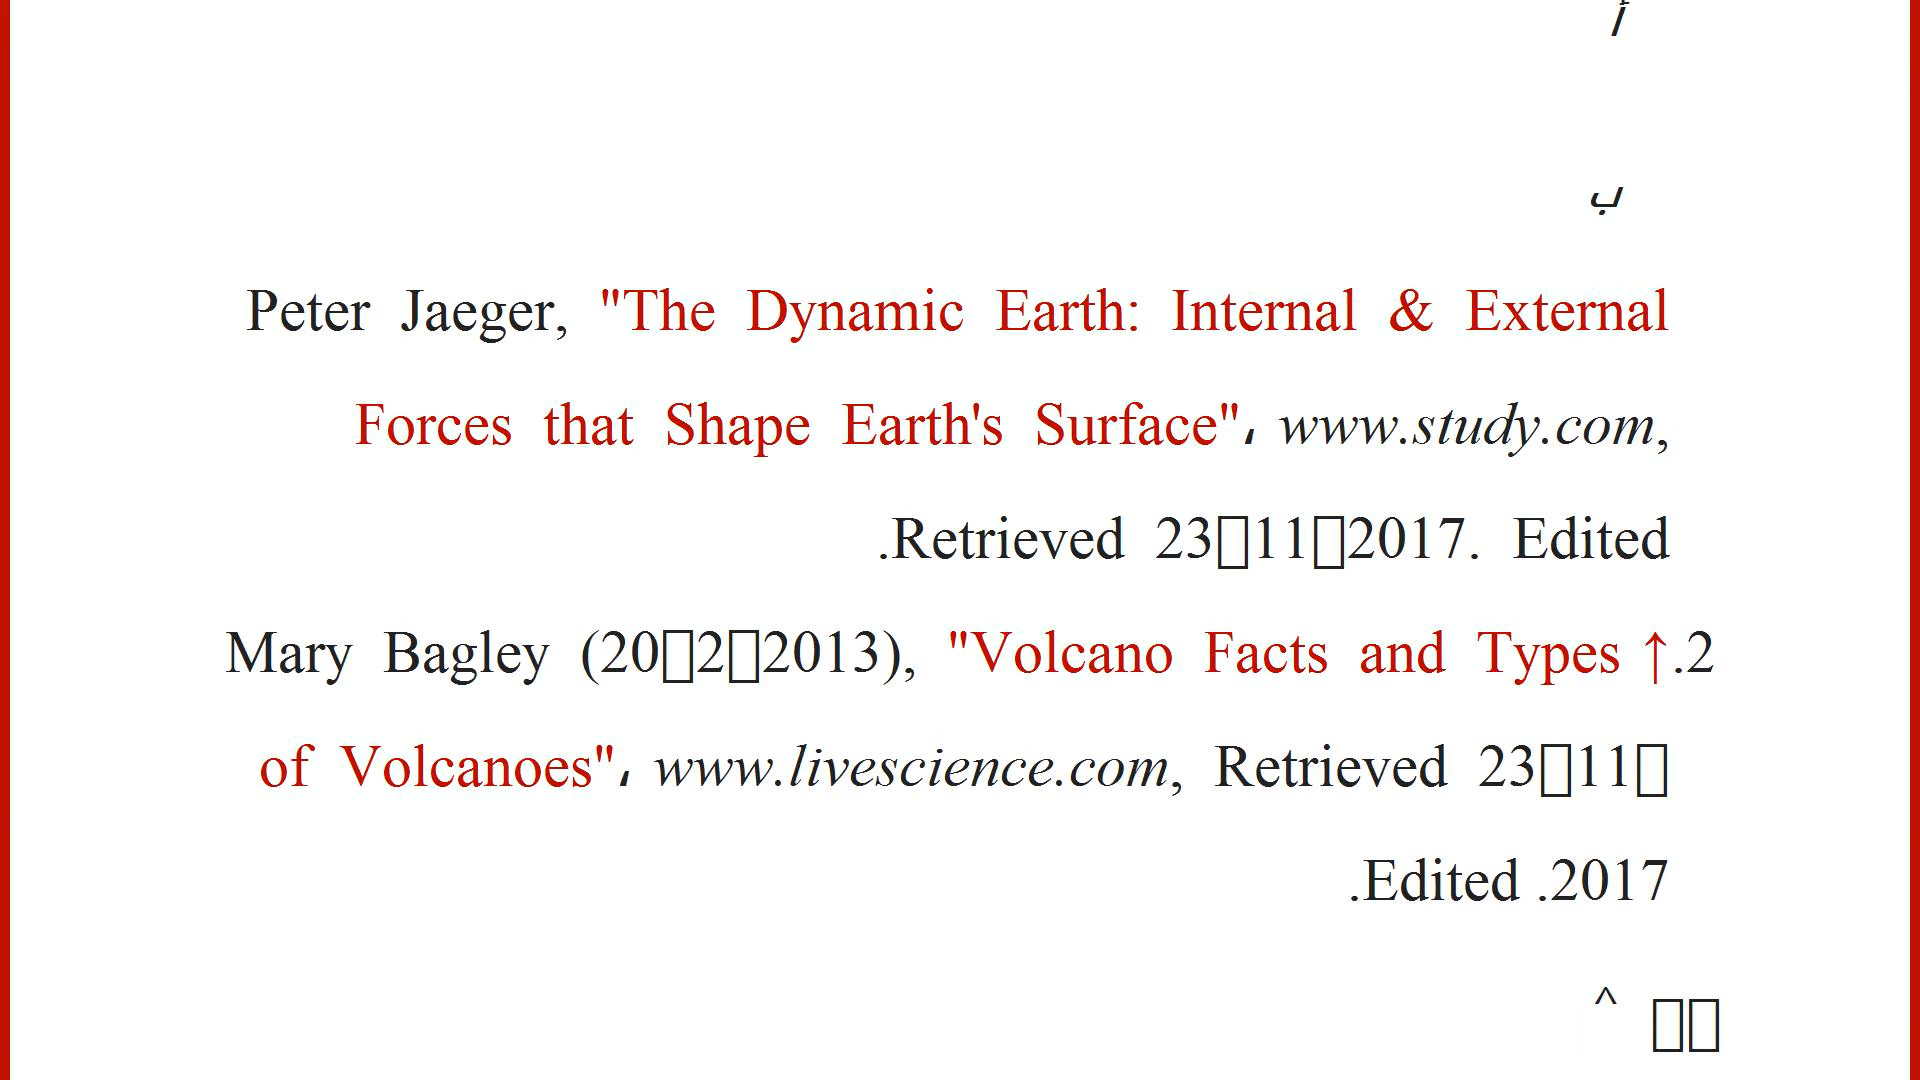 أ
ب
Peter Jaeger, "The Dynamic Earth: Internal & External
Forces that Shape Earth's Surface"، www.study.com,
Retrieved 23▯11▯2017. Edited.
2.↑ Mary Bagley (20▯2▯2013), "Volcano Facts and Types
of Volcanoes"، www.livescience.com, Retrieved 23▯11▯
2017. Edited.
▯▯ ^